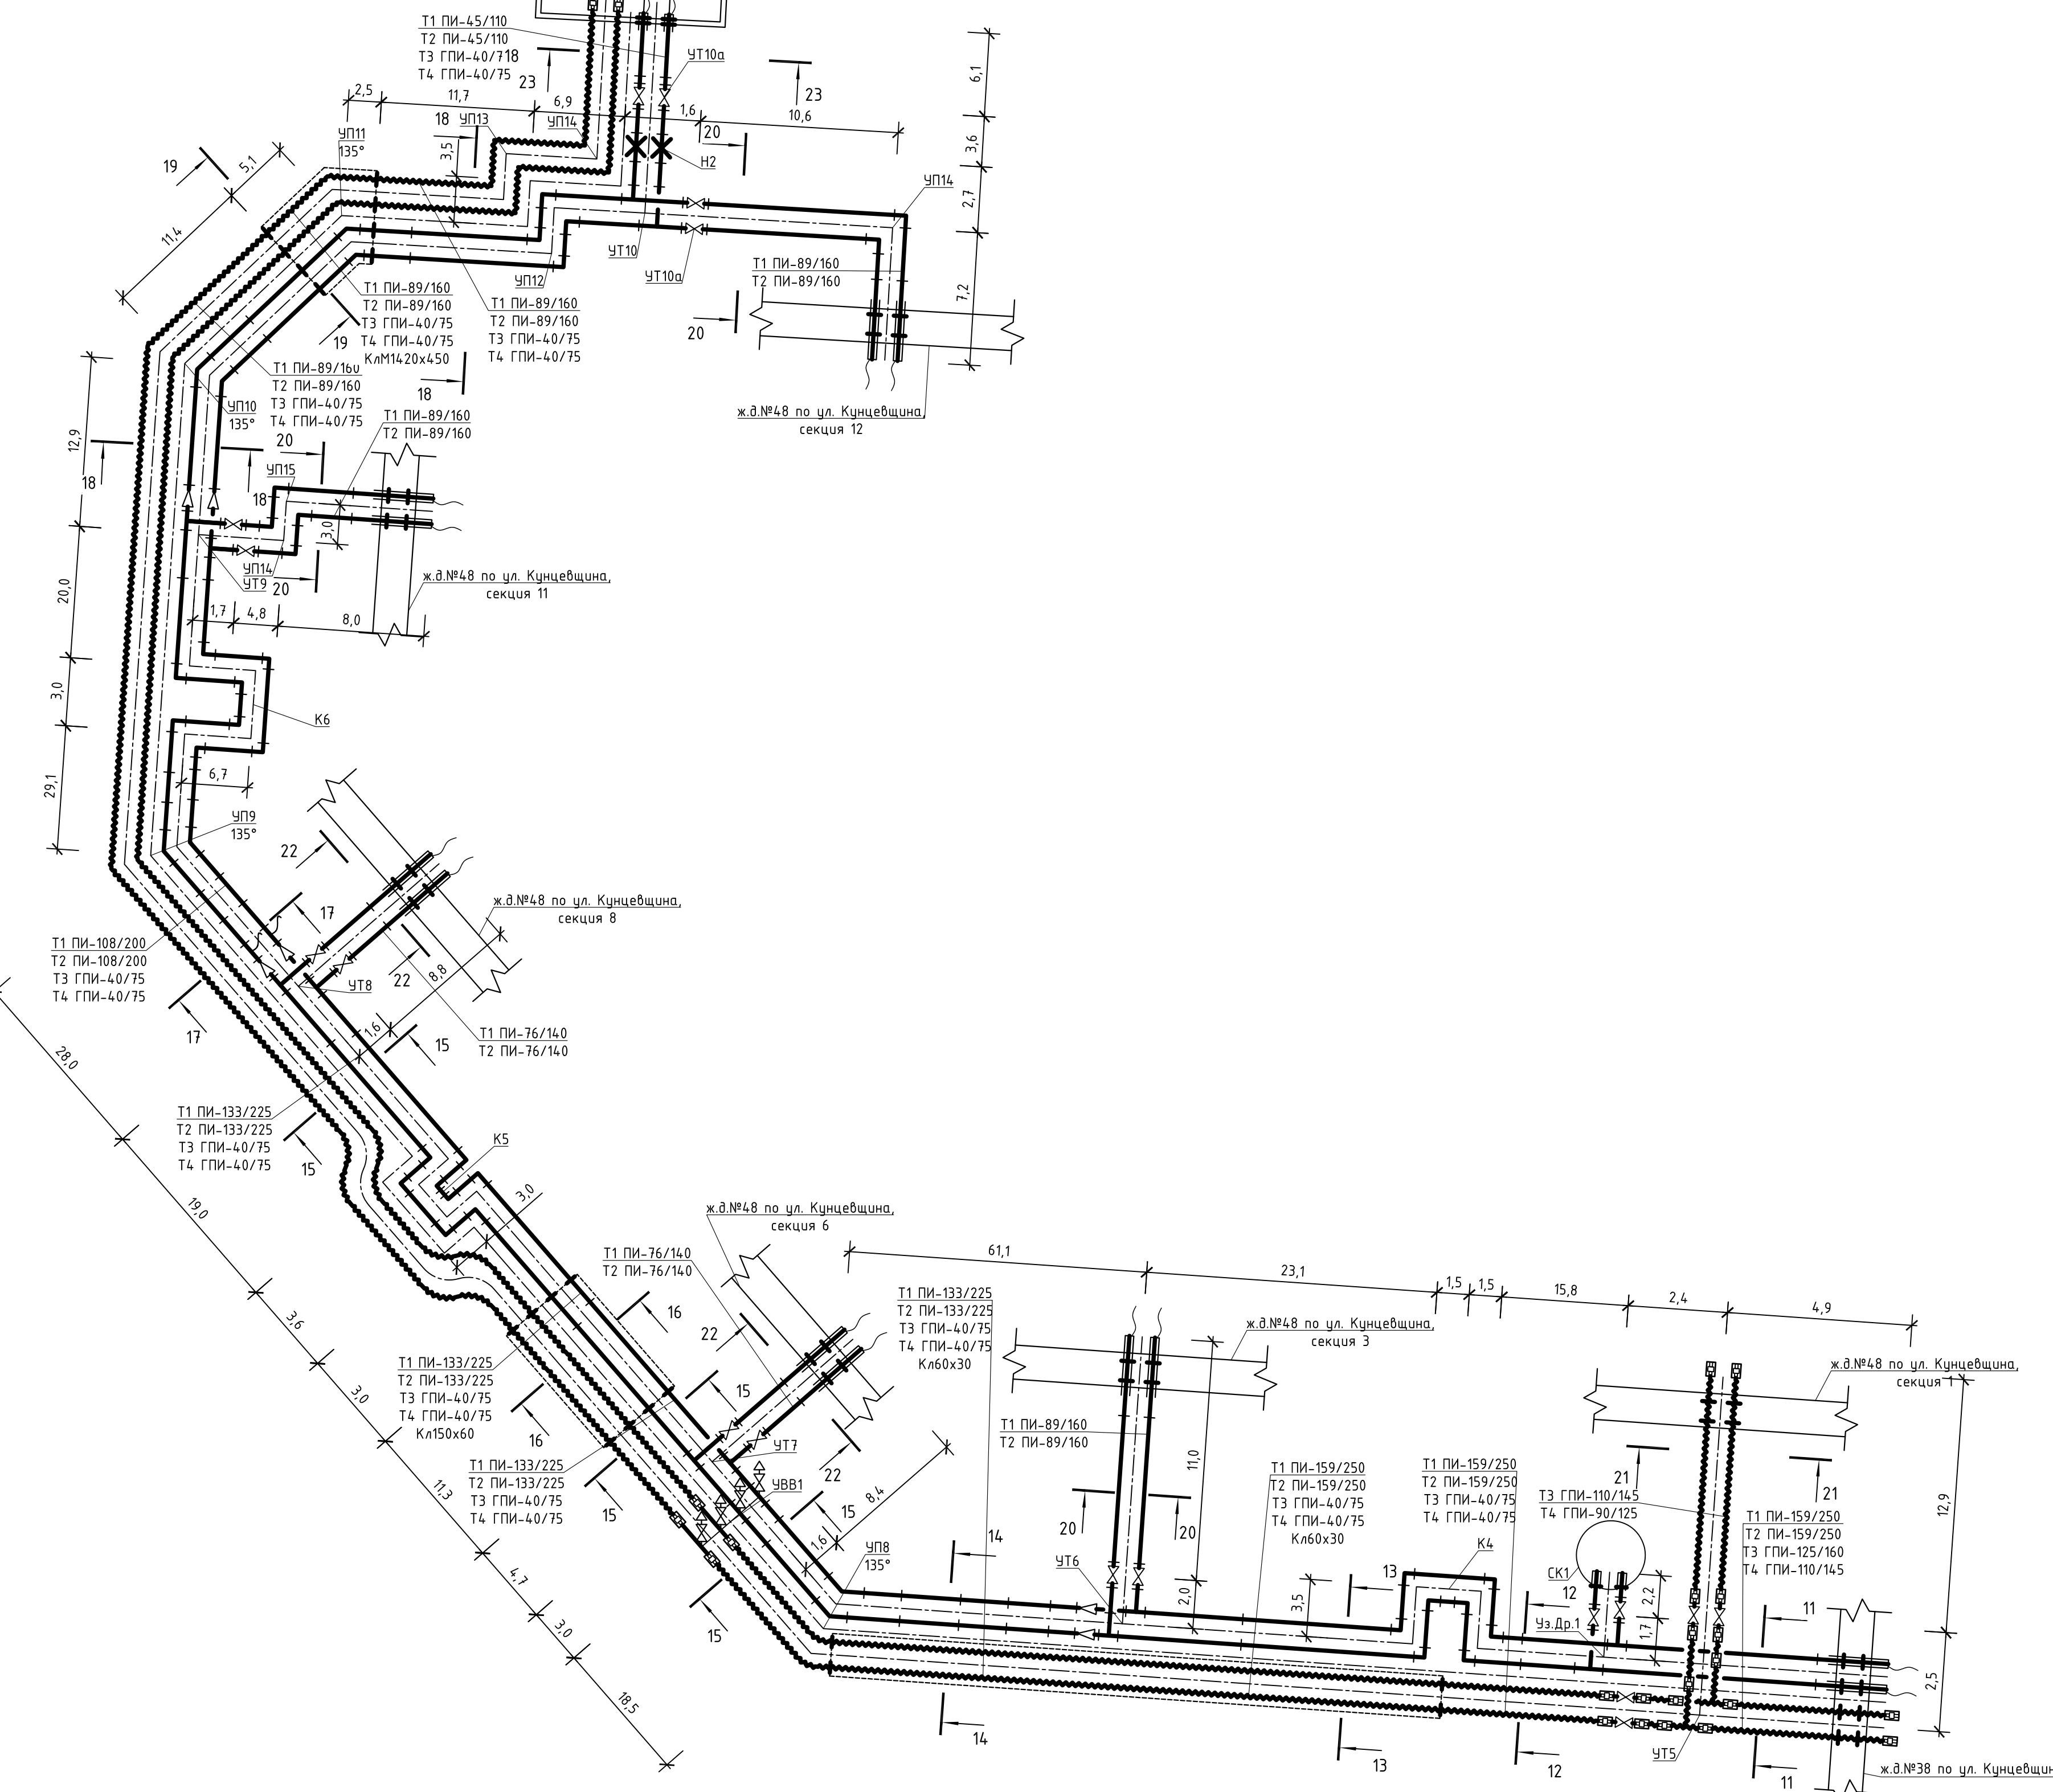 Т1 ПИ-45/110
Т2 ПИ-45/110
Т3 ГПИ-40/718
Т4 ГПИ-40/75
23
УТ10а
23
6,1
2,5
11,7
6,9
1,6
10,6
3,6
УП11
135°
18
УП13
УП14
3,5
20
Н2
19
5,1
11,4
УП14
2,7
УП12
УТ10
УТ10а
Т1 ПИ-89/160
Т2 ПИ-89/160
7,2
20
Т1 ПИ-89/160
Т2 ПИ-89/160
Т3 ГПИ-40/75
Т4 ГПИ-40/75
КлМ1420х450
19
Т1 ПИ-89/160
Т2 ПИ-89/160
Т3 ГПИ-40/75
Т4 ГПИ-40/75
18
Т1 ПИ-89/160
Т2 ПИ-89/160
Т3 ГПИ-40/75
Т4 ГПИ-40/75
УП10
135°
ж.д.№48 по ул. Кунцевщина,
секция 12
12,9
18
20
Т1 ПИ-89/160
Т2 ПИ-89/160
УП15
18
3,0
УП14
УТ9
20
ж.д.№48 по ул. Кунцевщина,
секция 11
20,0
1,7
4,8
8,0
3,0
К6
29,1
6,7
УП9
135°
22
17
ж.д.№48 по ул. Кунцевщина,
секция 8
Т1 ПИ-108/200
Т2 ПИ-108/200
Т3 ГПИ-40/75
Т4 ГПИ-40/75
17
УТ8
22
8,8
1,6
15
Т1 ПИ-76/140
Т2 ПИ-76/140
28,0
Т1 ПИ-133/225
Т2 ПИ-133/225
Т3 ГПИ-40/75
Т4 ГПИ-40/75
15
К5
3,0
19,0
ж.д.№48 по ул. Кунцевщина,
секция 6
Т1 ПИ-76/140
Т2 ПИ-76/140
16
22
61,1
23,1
1,5
1,5
15,8
2,4
4,9
Т1 ПИ-133/225
Т2 ПИ-133/225
Т3 ГПИ-40/75
Т4 ГПИ-40/75
Кл60х30
ж.д.№48 по ул. Кунцевщина,
секция 3
ж.д.№48 по ул. Кунцевщина,
секция 1
3,6
Т1 ПИ-133/225
Т2 ПИ-133/225
Т3 ГПИ-40/75
Т4 ГПИ-40/75
Кл150х60
16
15
3,0
Т1 ПИ-133/225
Т2 ПИ-133/225
Т3 ГПИ-40/75
Т4 ГПИ-40/75
15
УТ7
УВВ1
22
15
8,4
1,6
Т1 ПИ-89/160
Т2 ПИ-89/160
11,0
20
20
Т1 ПИ-159/250
Т2 ПИ-159/250
Т3 ГПИ-40/75
Т4 ГПИ-40/75
Кл60х30
Т1 ПИ-159/250
Т2 ПИ-159/250
Т3 ГПИ-40/75
Т4 ГПИ-40/75
21
21
Т3 ГПИ-110/145
Т4 ГПИ-90/125
Т1 ПИ-159/250
Т2 ПИ-159/250
Т3 ГПИ-125/160
Т4 ГПИ-110/145
12,9
11,3
14
УП8
135°
УТ6
2,0
3,5
13
К4
СК1
12
2,2
Уз.Др.1
1,7
11
4,7
15
3,0
18,5
2,5
14
13
12
УТ5
11
ж.д.№38 по ул. Кунцевщин